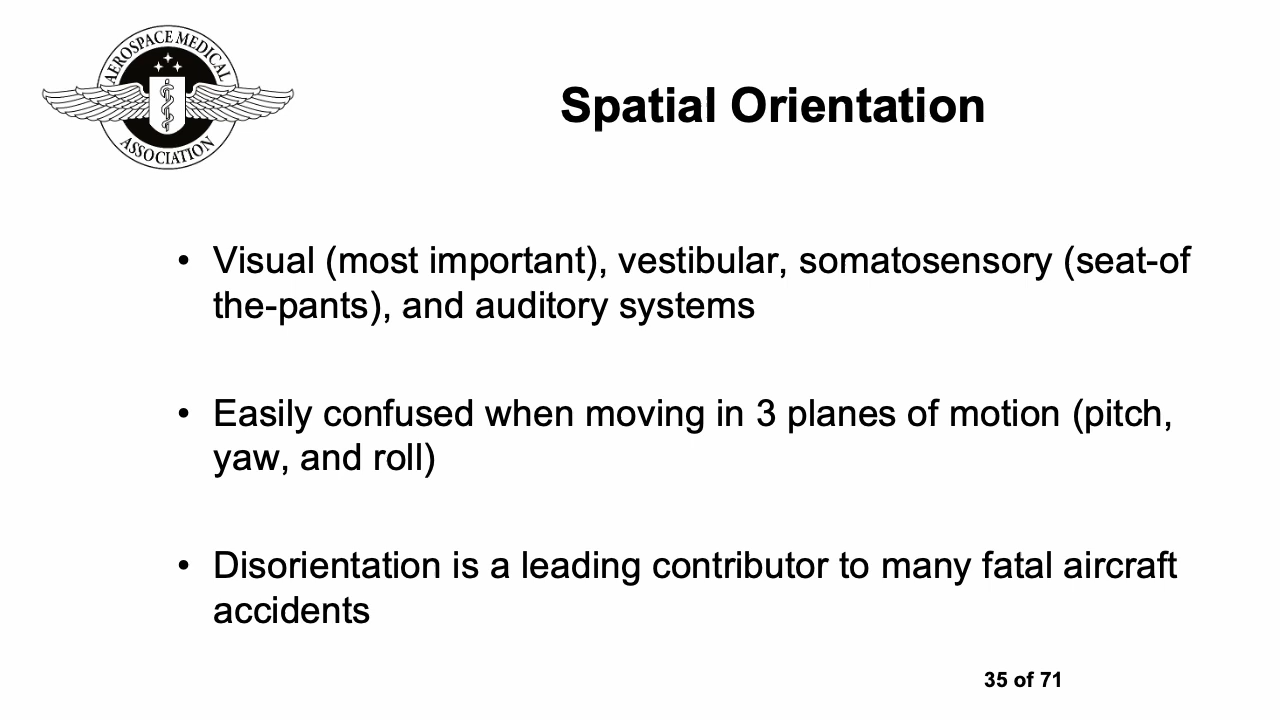 AEROSPACE MEDICAL
ASSOCIATION
Spatial Orientation
• Visual (most important), vestibular, somatosensory (seat-of
the-pants), and auditory systems
• Easily confused when moving in 3 planes of motion (pitch,
yaw, and roll)
• Disorientation is a leading contributor to many fatal aircraft
accidents
35 of 71